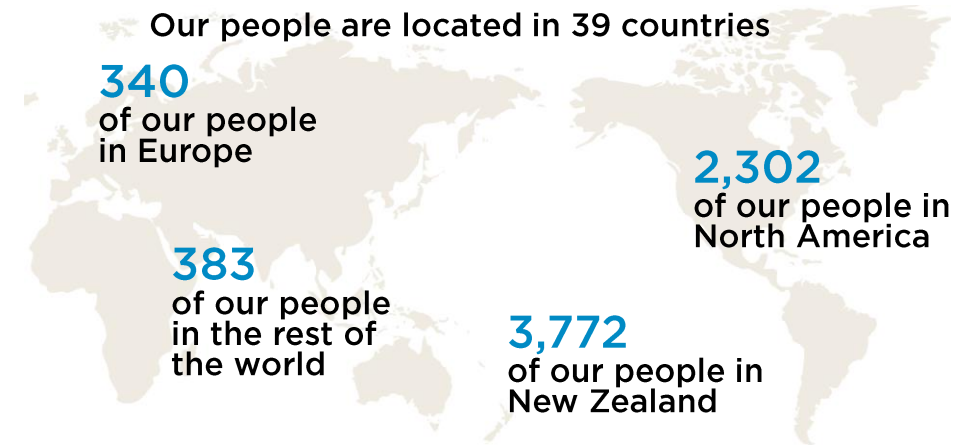 Our people are located in 39 countries
340
of our people
in Europe
2,302
of our people in
North America
383
of our people
in the rest of
the world
3,772
of our people in
New Zealand